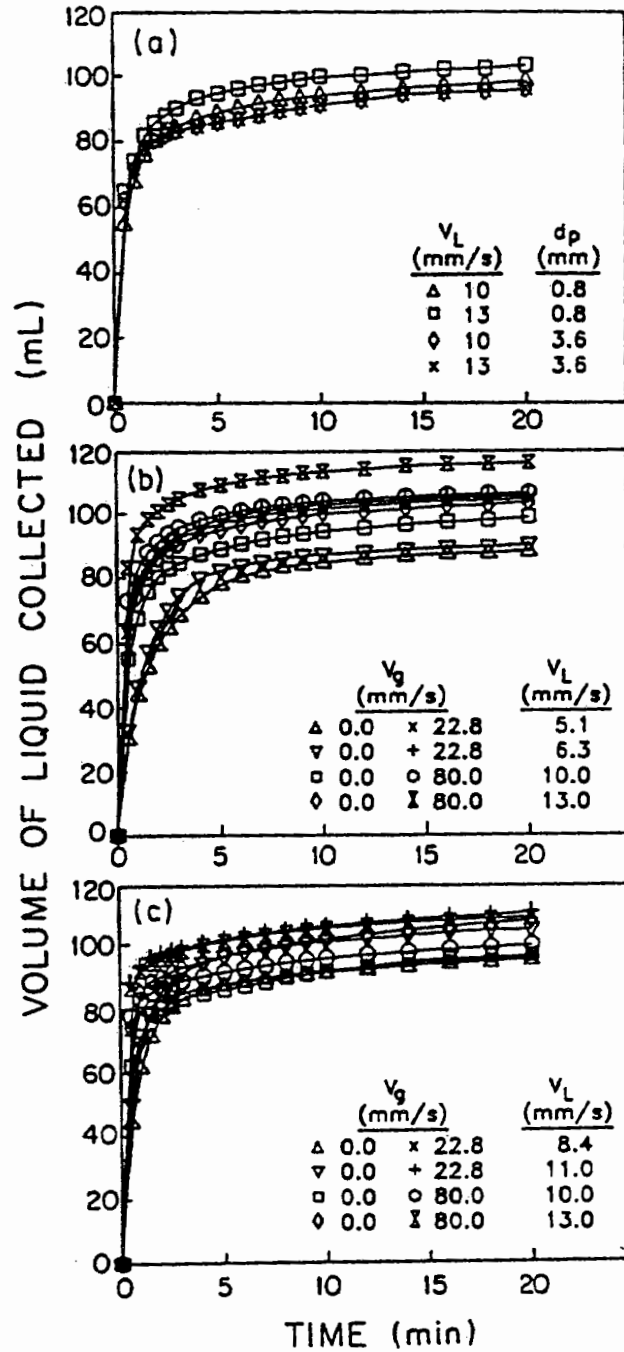 VOLUME OF LIQUID COLLECTED (mL)
(a)
120
100
80
60
40
20
0
V_L
(mm/s)
d_p
(mm)
△ 10 0.8
□ 13 0.8
◇ 10 3.6
x 13 3.6
0 5 10 15 20
(b)
120
100
80
60
40
20
0
V_g
(mm/s)
V_L
(mm/s)
△ 0.0 x 22.8 5.1
▽ 0.0 + 22.8 6.3
□ 0.0 ○ 80.0 10.0
◇ 0.0 ⧗ 80.0 13.0
0 5 10 15 20
(c)
120
100
80
60
40
20
0
V_g
(mm/s)
V_L
(mm/s)
△ 0.0 x 22.8 8.4
▽ 0.0 + 22.8 11.0
□ 0.0 ○ 80.0 10.0
◇ 0.0 ⧗ 80.0 13.0
0 5 10 15 20
TIME (min)